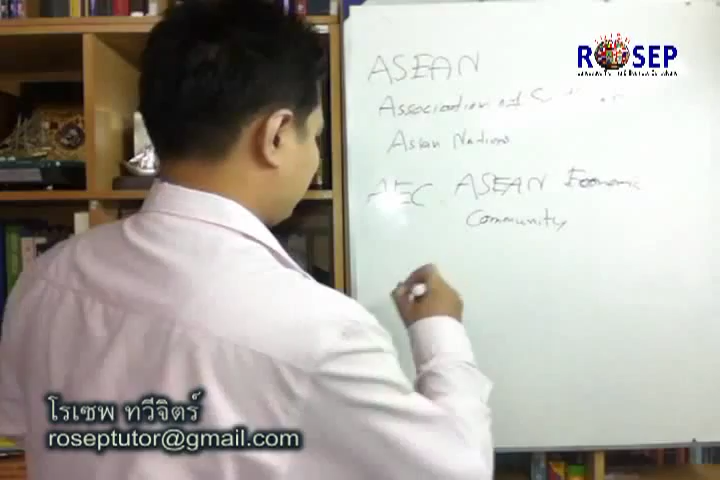 ROSEP
ASEAN
Association of
Asian Nations
AEC ASEAN Economic
Community
โรเซพ ทวีจิตร์
roseptutor@gmail.com